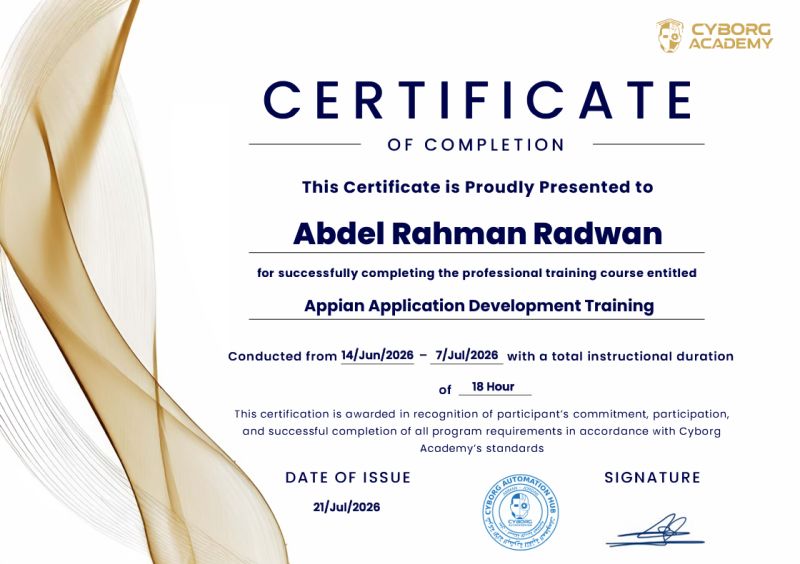 CYBORG
ACADEMY
CERTIFICATE
OF COMPLETION
This Certificate is Proudly Presented to
Abdel Rahman Radwan
for successfully completing the professional training course entitled
Appian Application Development Training
Conducted from 14/Jun/2026 – 7/Jul/2026 with a total instructional duration
of 18 Hour
This certification is awarded in recognition of participant's commitment, participation,
and successful completion of all program requirements in accordance with Cyborg
Academy's standards
DATE OF ISSUE
SIGNATURE
21/Jul/2026
CYBORG AUTOMATION HUB
CYBORG